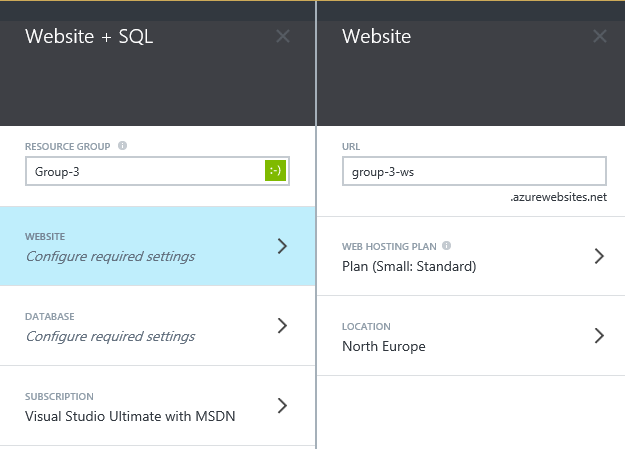 Website + SQL
RESOURCE GROUP
Group-3
:-)
WEBSITE
Configure required settings
DATABASE
Configure required settings
SUBSCRIPTION
Visual Studio Ultimate with MSDN
Website
URL
group-3-ws
.azurewebsites.net
WEB HOSTING PLAN
Plan (Small: Standard)
LOCATION
North Europe